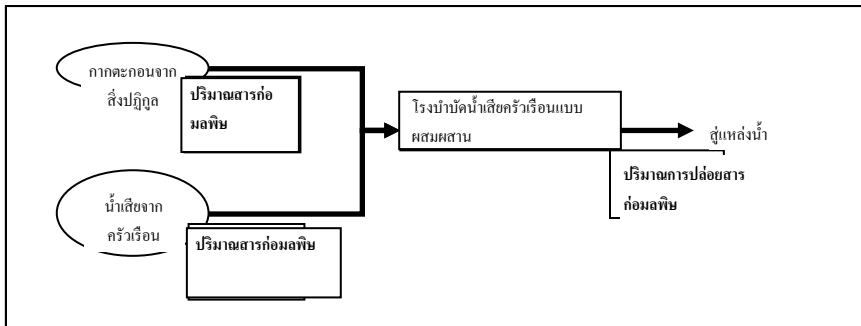 กากตะกอนจาก
สิ่งปฏิกูล
ปริมาณสารก่อ
มลพิษ
โรงบำบัดน้ำเสียครัวเรือนแบบ
ผสมผสาน
สู่แหล่งน้ำ
ปริมาณการปล่อยสาร
ก่อมลพิษ
น้ำเสียจาก
ครัวเรือน
ปริมาณสารก่อมลพิษ